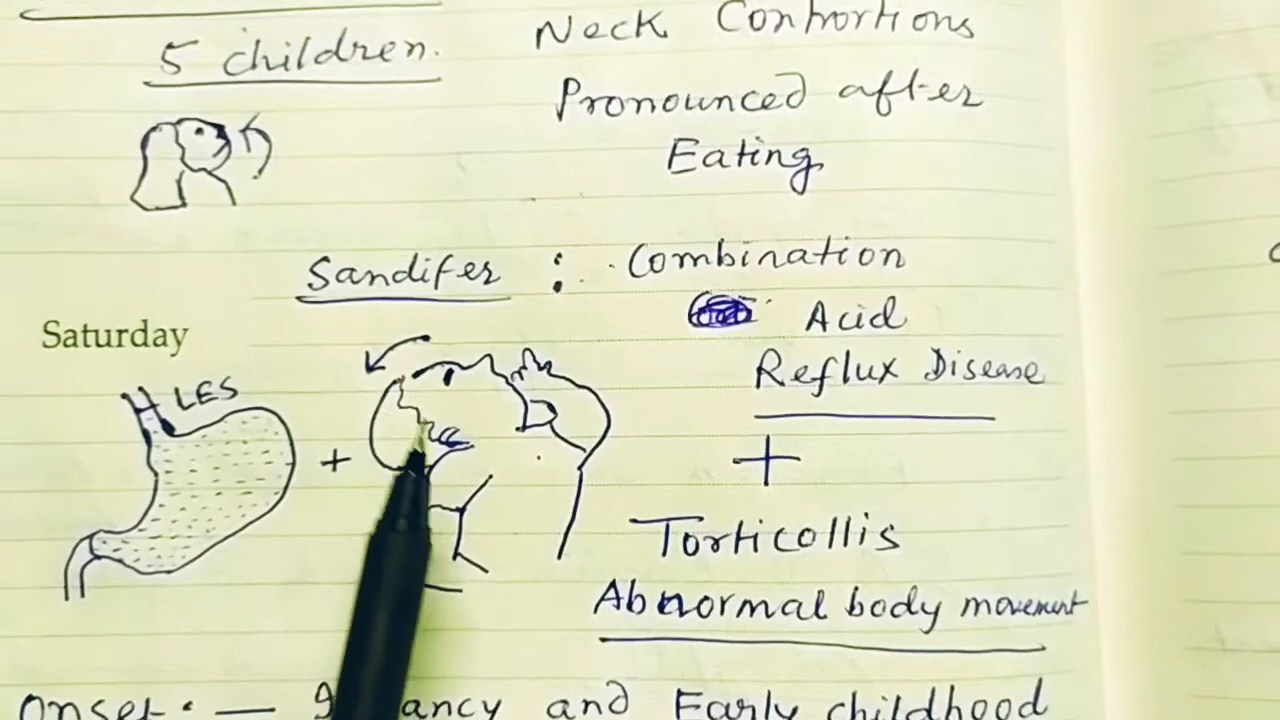 5 children.
Neck Contortions
Pronounced after
Eating
Sandifer : Combination
Acid
Saturday
Reflux Disease
LES
+
+
Torticollis
Abnormal body movement
Onset : — and Early childhood